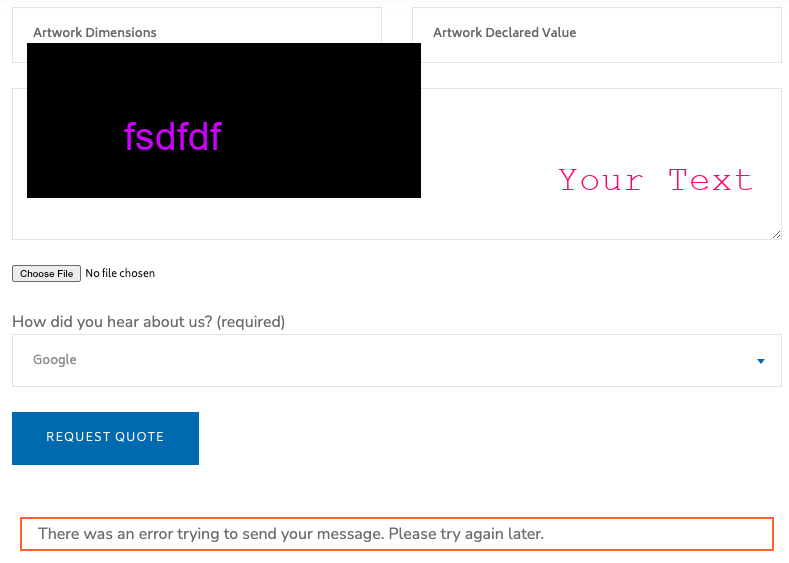 Artwork Dimensions
Artwork Declared Value
fsdfdf
Your Text
Choose File No file chosen
How did you hear about us? (required)
Google
REQUEST QUOTE
There was an error trying to send your message. Please try again later.